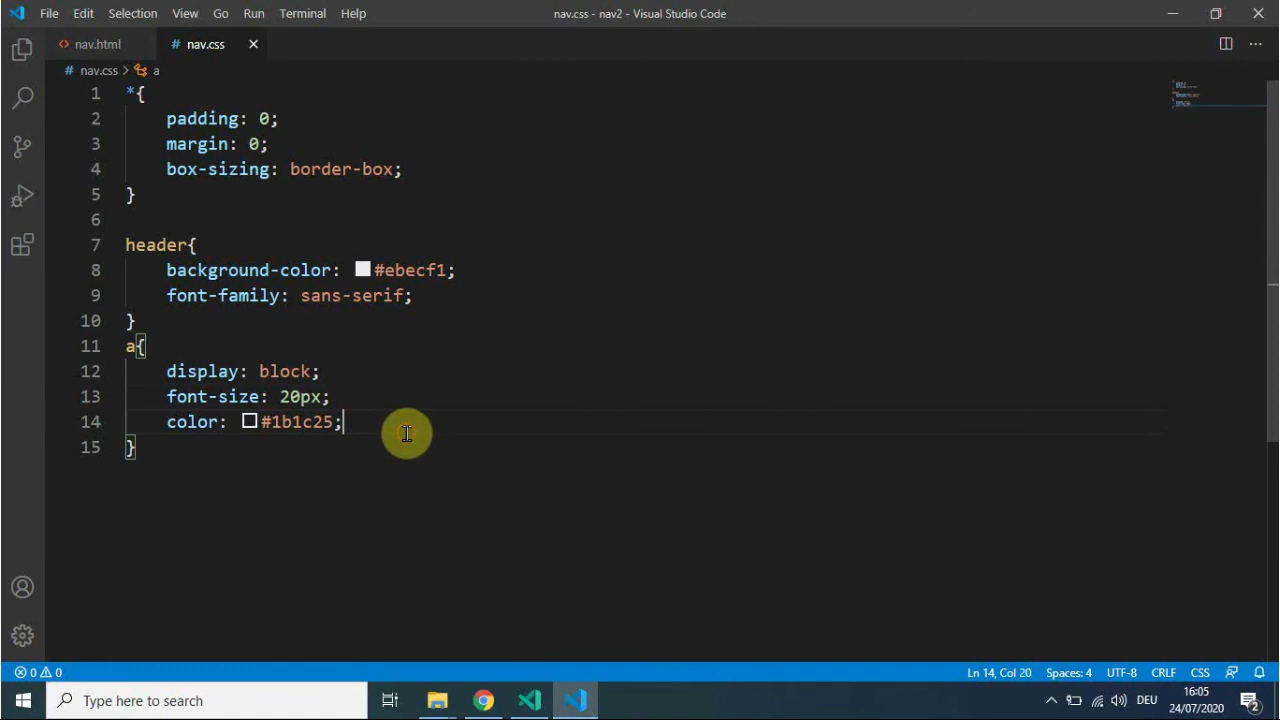 File Edit Selection View Go Run Terminal Help nav.css - nav2 - Visual Studio Code
nav.html # nav.css
# nav.css > a
1 *{
2 padding: 0;
3 margin: 0;
4 box-sizing: border-box;
5 }
6
7 header{
8 background-color: #ebecf1;
9 font-family: sans-serif;
10 }
11 a{
12 display: block;
13 font-size: 20px;
14 color: #1b1c25;
15 }
0 0 Ln 14, Col 20 Spaces: 4 UTF-8 CRLF CSS
Type here to search DEU 16:05
24/07/2020 2